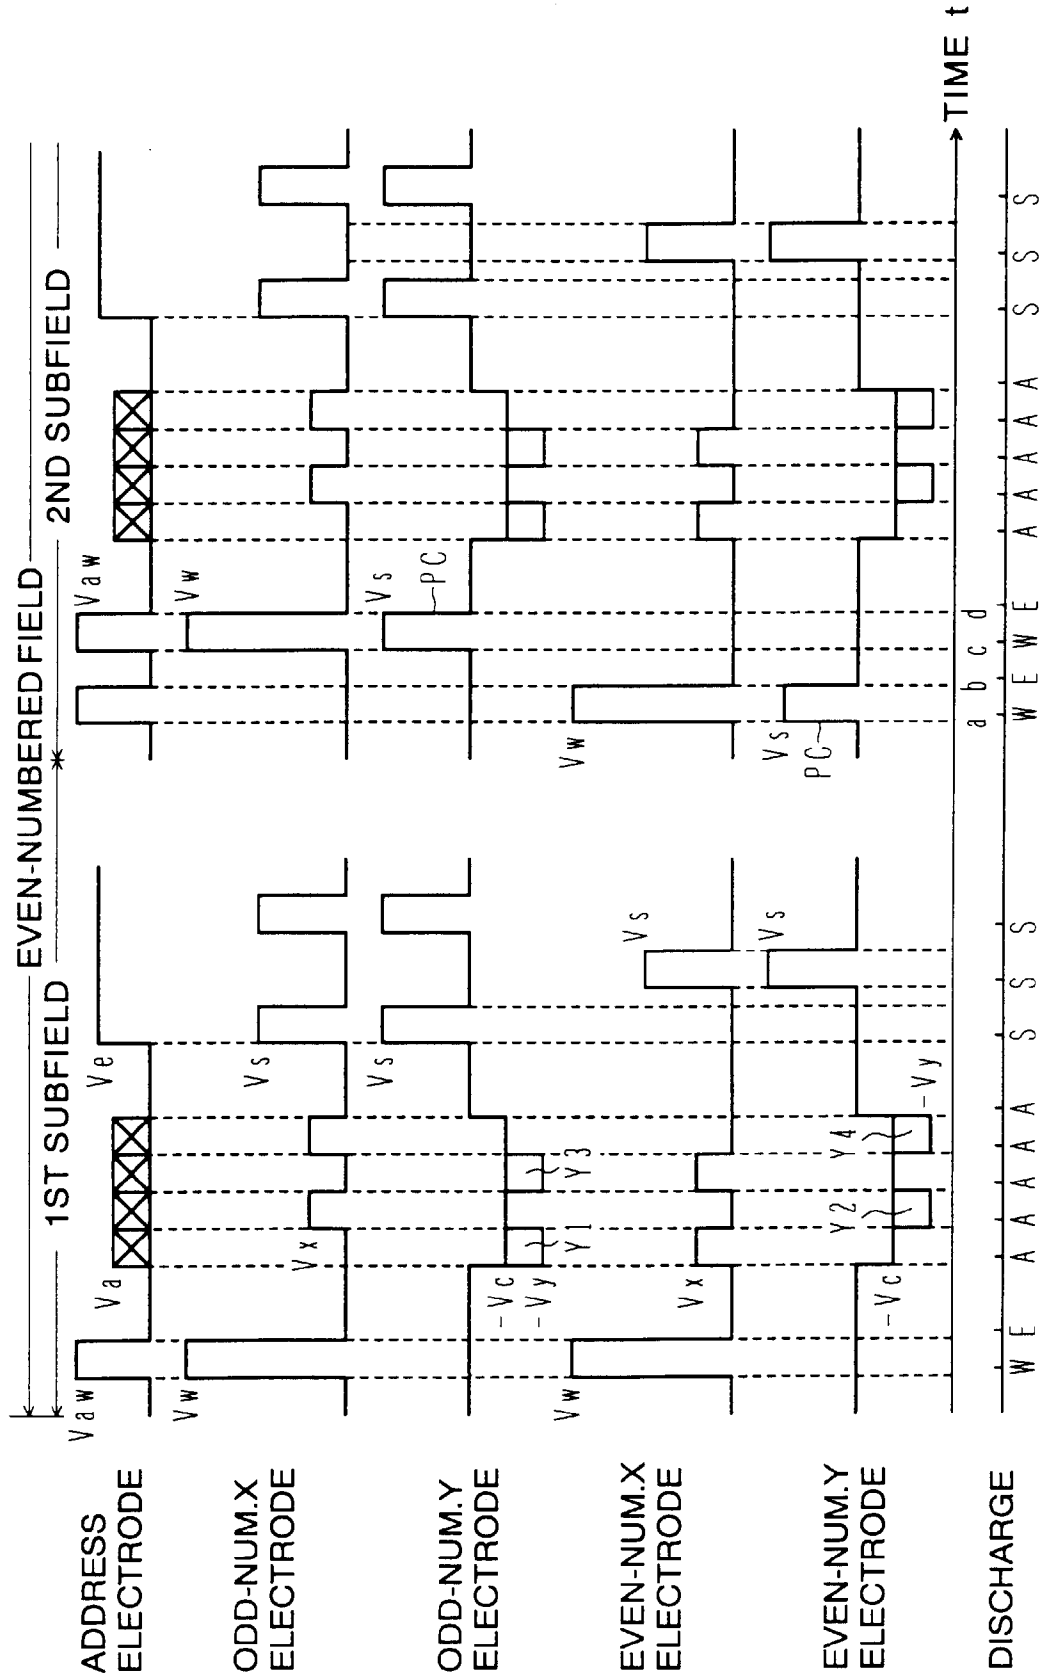 EVEN-NUMBERED FIELD
1ST SUBFIELD
2ND SUBFIELD
ADDRESS
ELECTRODE
Vaw
Va
Ve
Vaw
ODD-NUM.X
ELECTRODE
Vw
Vx
Vs
Vw
ODD-NUM.Y
ELECTRODE
-Vc
-Vy
Y1
Y3
Vs
Vs
PC
EVEN-NUM.X
ELECTRODE
Vw
Vx
Vs
Vw
EVEN-NUM.Y
ELECTRODE
-Vc
Y2
Y4
-Vy
Vs
Vs
PC
a b c d
TIME t
DISCHARGE
W E A A A A A S S S W E W E A A A A A S S S